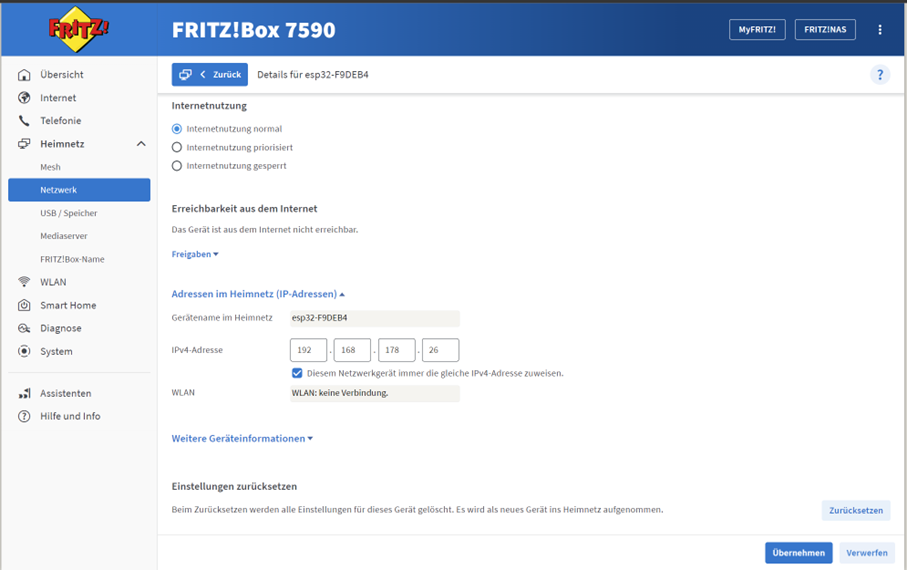 FRITZ!
FRITZ!Box 7590
MyFRITZ!
FRITZ!NAS
Übersicht
Internet
Telefonie
Heimnetz
Mesh
Netzwerk
USB / Speicher
Mediaserver
FRITZ!Box-Name
WLAN
Smart Home
Diagnose
System
Assistenten
Hilfe und Info
Zurück
Details für esp32-F9DEB4
?
Internetnutzung
Internetnutzung normal
Internetnutzung priorisiert
Internetnutzung gesperrt
Erreichbarkeit aus dem Internet
Das Gerät ist aus dem Internet nicht erreichbar.
Freigaben
Adressen im Heimnetz (IP-Adressen)
Gerätename im Heimnetz esp32-F9DEB4
IPv4-Adresse 192 . 168 . 178 . 26
Diesem Netzwerkgerät immer die gleiche IPv4-Adresse zuweisen.
WLAN WLAN: keine Verbindung.
Weitere Geräteinformationen
Einstellungen zurücksetzen
Beim Zurücksetzen werden alle Einstellungen für dieses Gerät gelöscht. Es wird als neues Gerät ins Heimnetz aufgenommen.
Zurücksetzen
Übernehmen
Verwerfen